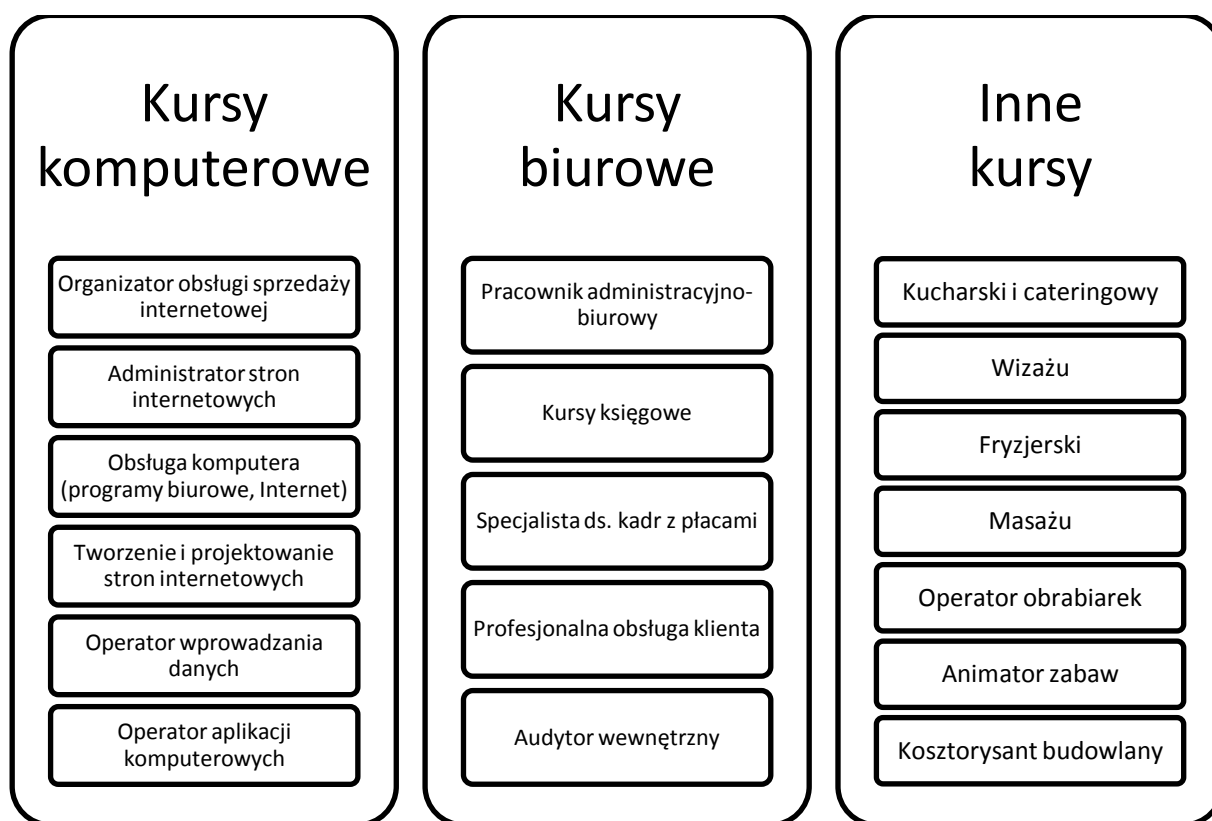 Kursy
komputerowe
Organizator obsługi sprzedaży
internetowej
Administrator stron
internetowych
Obsługa komputera
(programy biurowe, Internet)
Tworzenie i projektowanie
stron internetowych
Operator wprowadzania
danych
Operator aplikacji
komputerowych
Kursy
biurowe
Pracownik administracyjno-
biurowy
Kursy księgowe
Specjalista ds. kadr z płacami
Profesjonalna obsługa klienta
Audytor wewnętrzny
Inne
kursy
Kucharski i cateringowy
Wizażu
Fryzjerski
Masażu
Operator obrabiarek
Animator zabaw
Kosztorysant budowlany